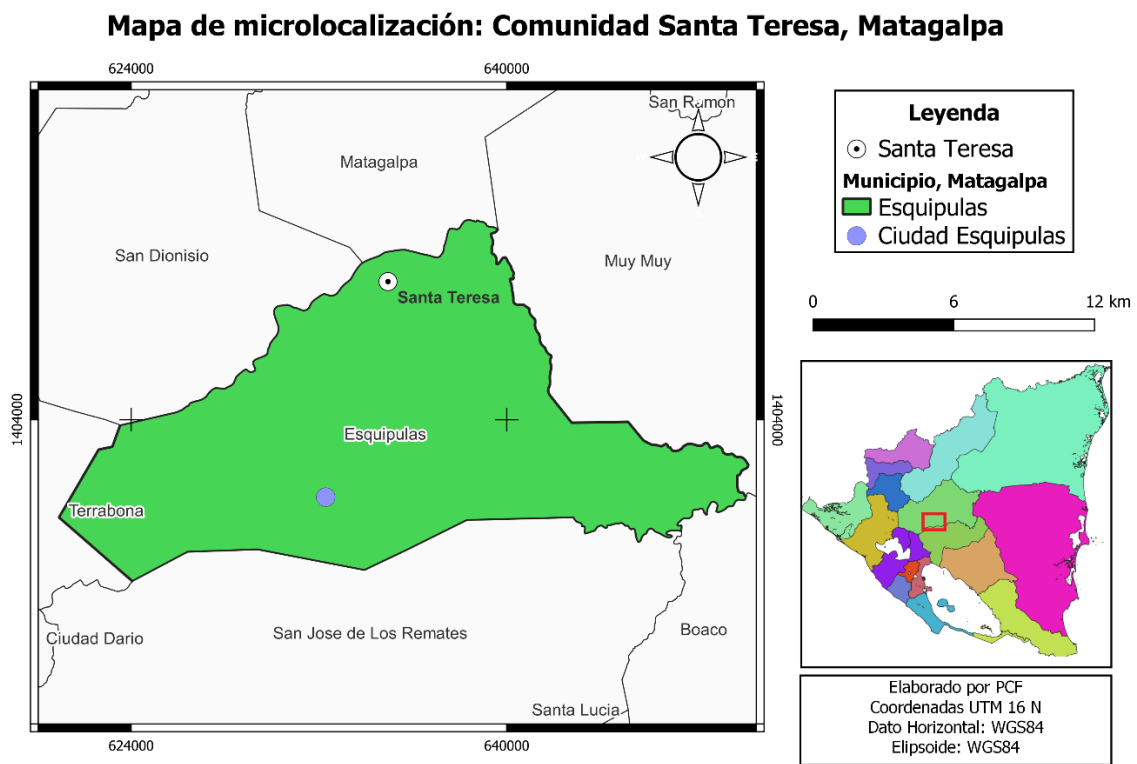 Mapa de microlocalización: Comunidad Santa Teresa, Matagalpa
624000
640000
San Ramon
Matagalpa
E
San Dionisio
Muy Muy
Santa Teresa
1404000
1404000
Esquipulas
Terrabona
Ciudad Dario
San Jose de Los Remates
Boaco
Santa Lucia
624000
640000
Leyenda
Santa Teresa
Municipio, Matagalpa
Esquipulas
Ciudad Esquipulas
0 6 12 km
Elaborado por PCF
Coordenadas UTM 16 N
Dato Horizontal: WGS84
Elipsoide: WGS84